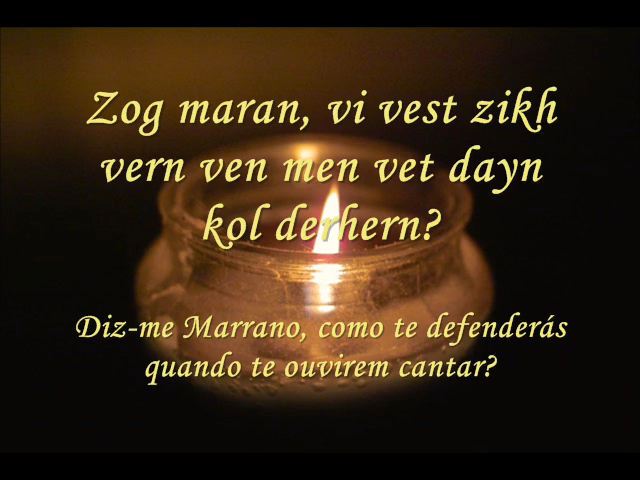 Zog maran, vi vest zikh
vern ven men vet dayn
kol derhern?
Diz-me Marrano, como te defenderás
quando te ouvirem cantar?